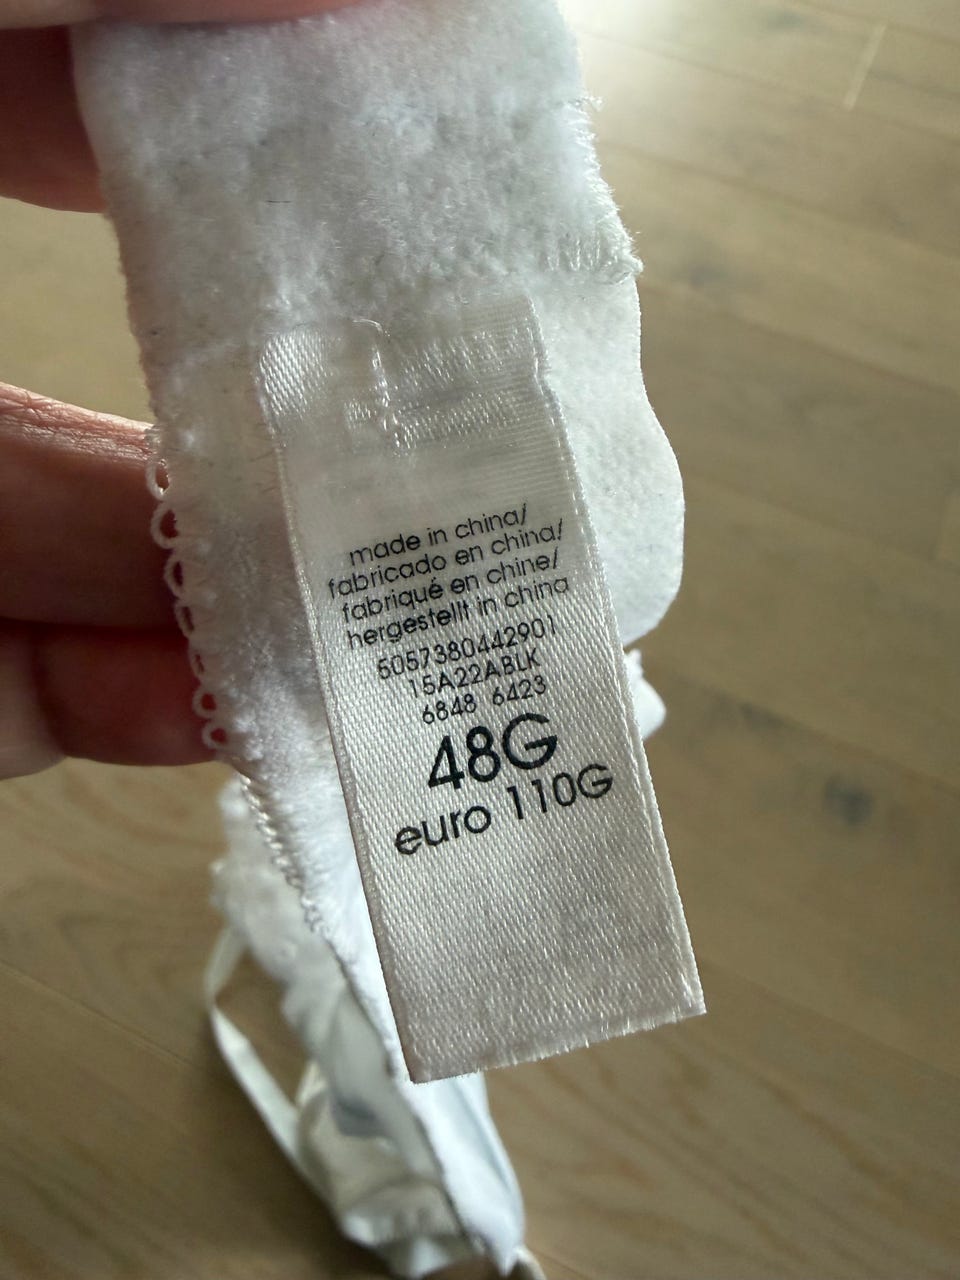 made in china/
fabricado en china/
fabriqué en chine/
hergestellt in china
5057380442901
15A22ABLK
6848 6423
48G
euro 110G